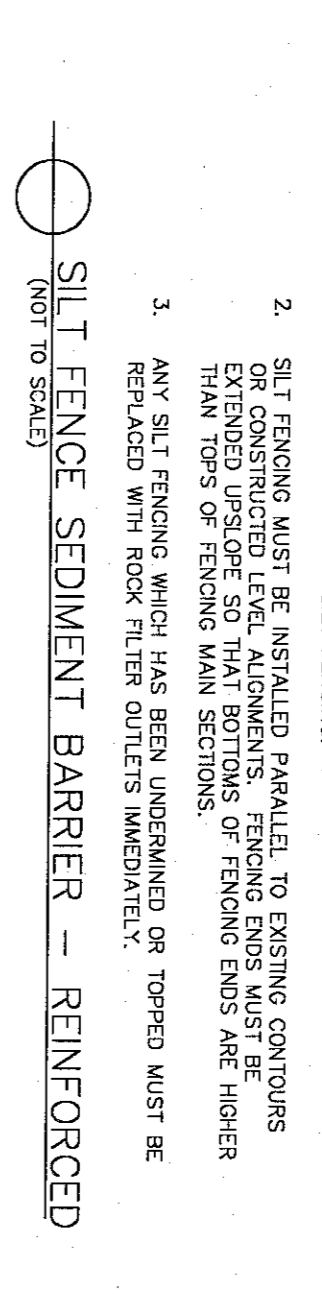 2. SILT FENCING MUST BE INSTALLED PARALLEL TO EXISTING CONTOURS
OR CONSTRUCTED LEVEL ALIGNMENTS. FENCING ENDS MUST BE
EXTENDED UPSLOPE SO THAT BOTTOMS OF FENCING ENDS ARE HIGHER
THAN TOPS OF FENCING MAIN SECTIONS.
3. ANY SILT FENCING WHICH HAS BEEN UNDERMINED OR TOPPED MUST BE
REPLACED WITH ROCK FILTER OUTLETS IMMEDIATELY.
SILT FENCE SEDIMENT BARRIER — REINFORCED
(NOT TO SCALE)